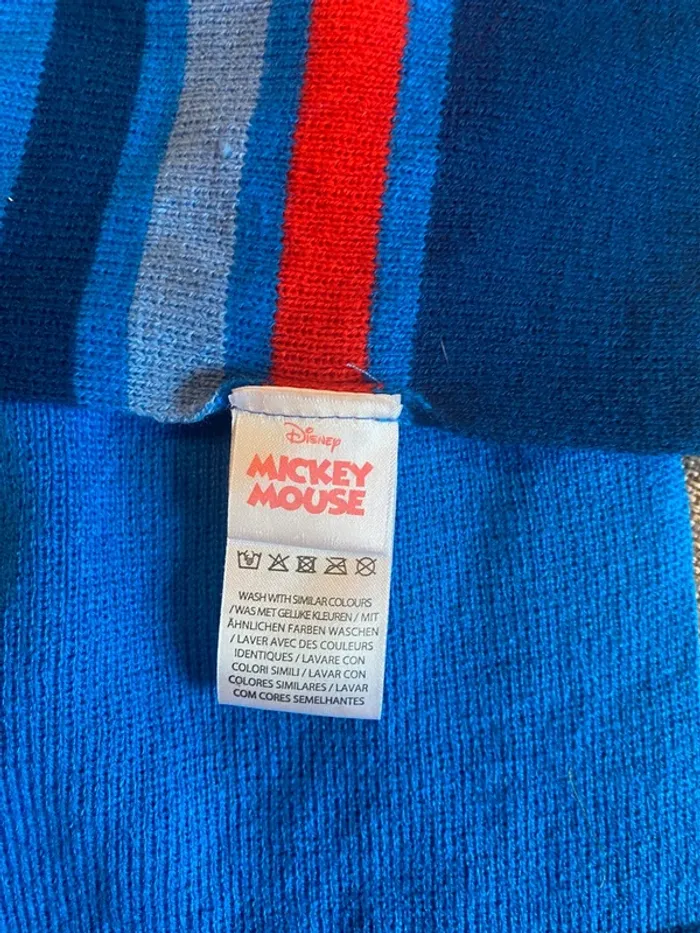 Disney
MICKEY
MOUSE
WASH WITH SIMILAR COLOURS
/WAS MET GELIJKE KLEUREN / MIT
ÄHNLICHEN FARBEN WASCHEN
/ LAVER AVEC DES COULEURS
IDENTIQUES / LAVARE CON
COLORI SIMILI / LAVAR CON
COLORES SIMILARES / LAVAR
COM CORES SEMELHANTES